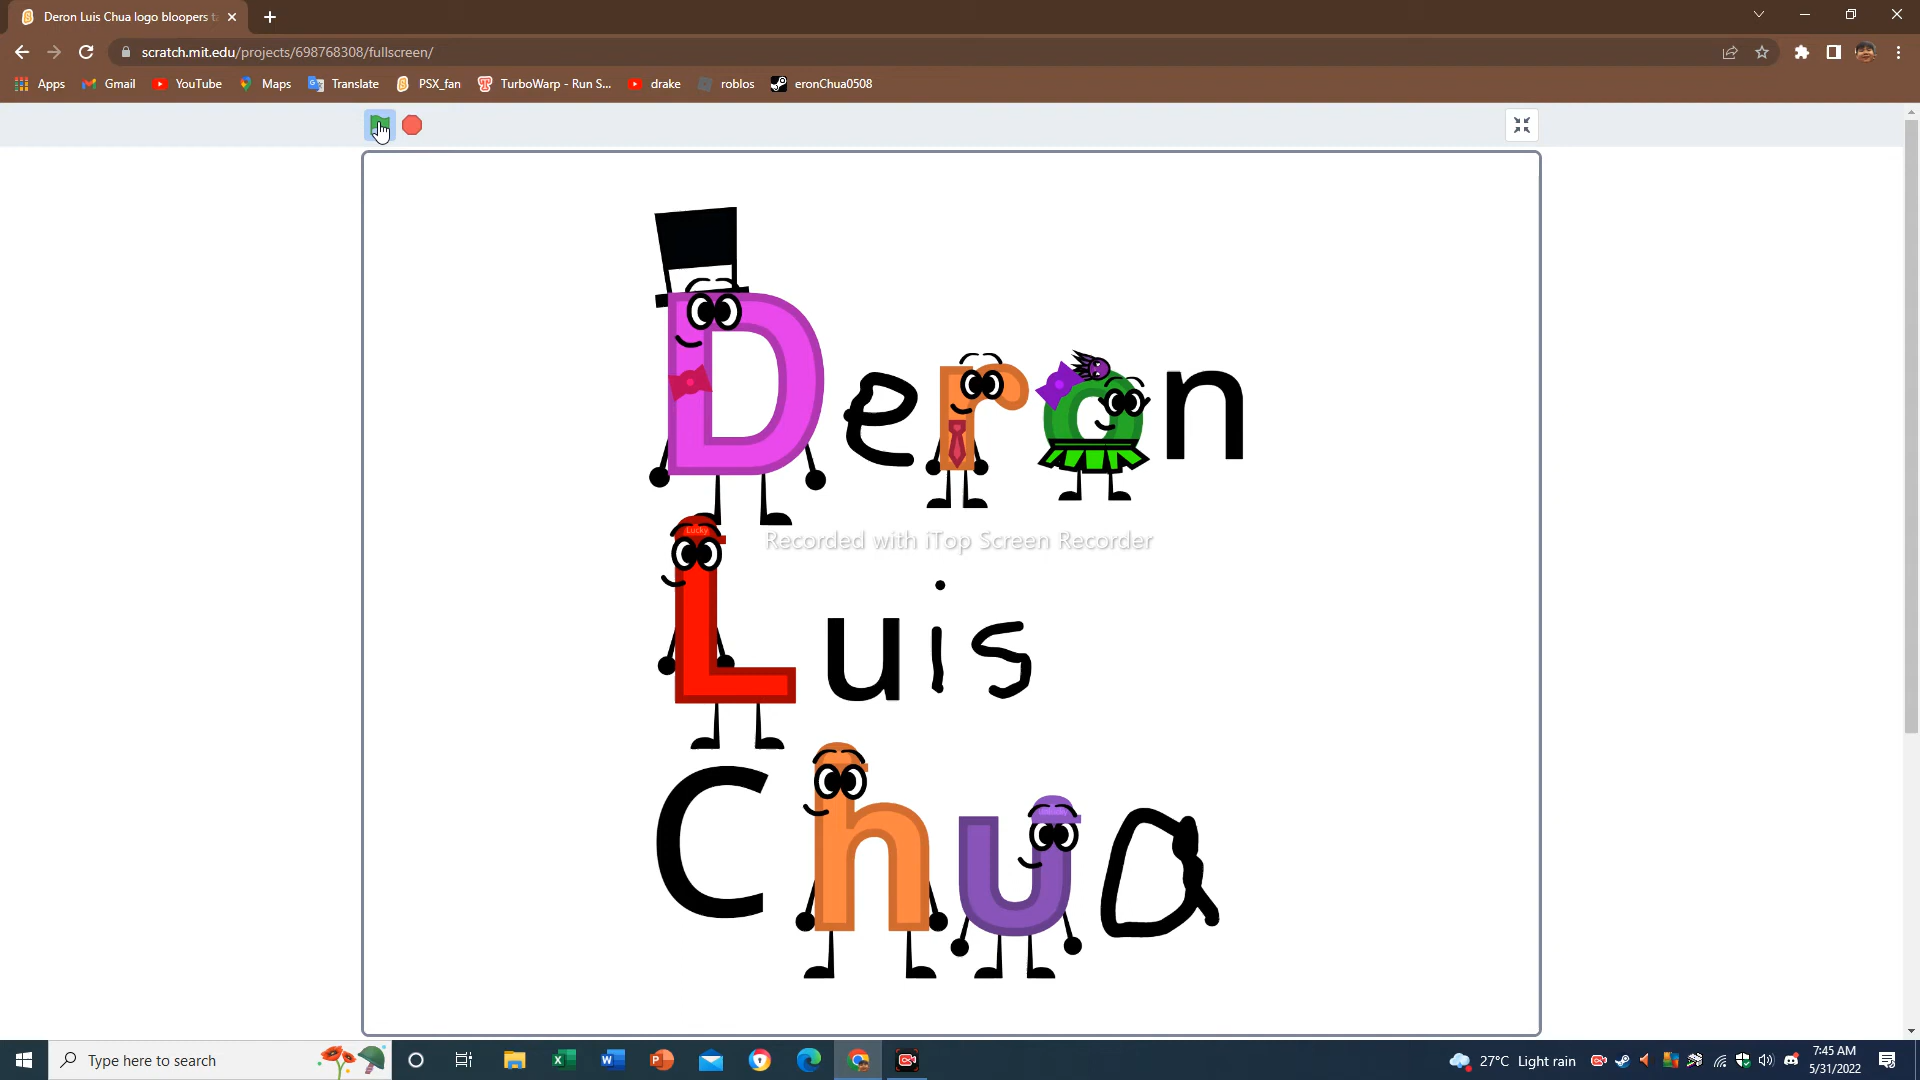 Deron Luis Chua logo bloopers ta
scratch.mit.edu/projects/698768308/fullscreen/
Apps Gmail YouTube Maps Translate PSX_fan TurboWarp - Run S... drake roblos eronChua0508
Deron
Lucky
Recorded with iTop Screen Recorder
Luis
Chua
Type here to search
27°C Light rain
7:45 AM
5/31/2022